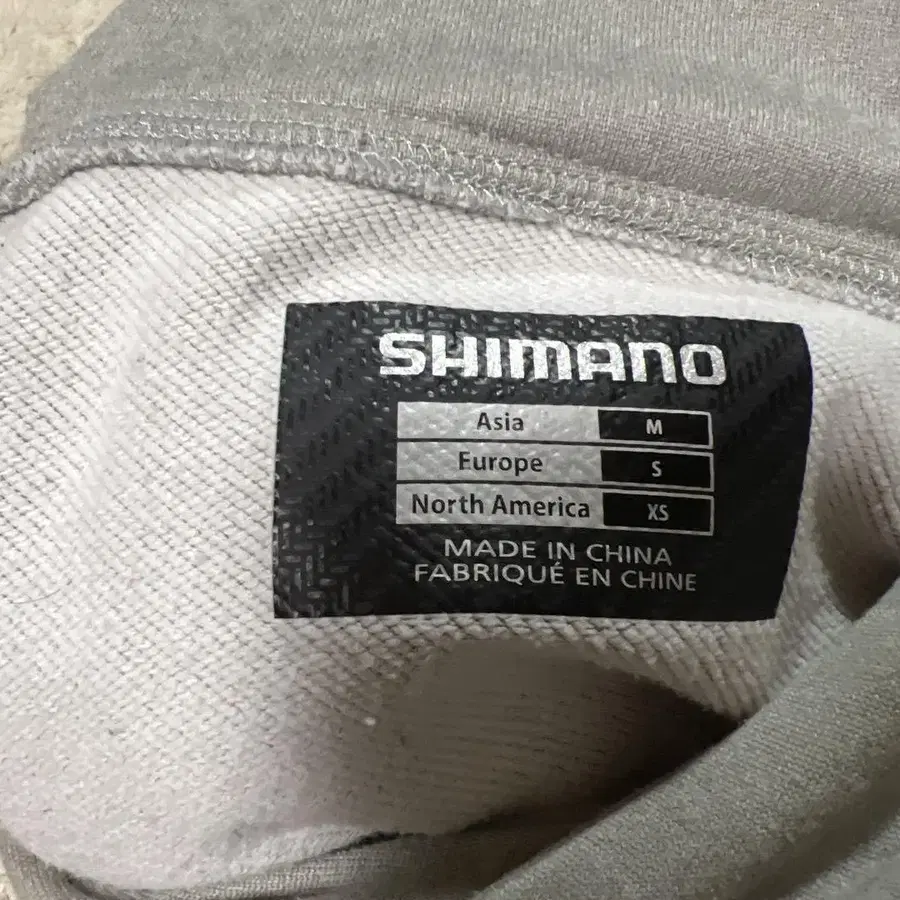 SHIMANO
Asia M
Europe S
North America XS
MADE IN CHINA
FABRIQUÉ EN CHINE